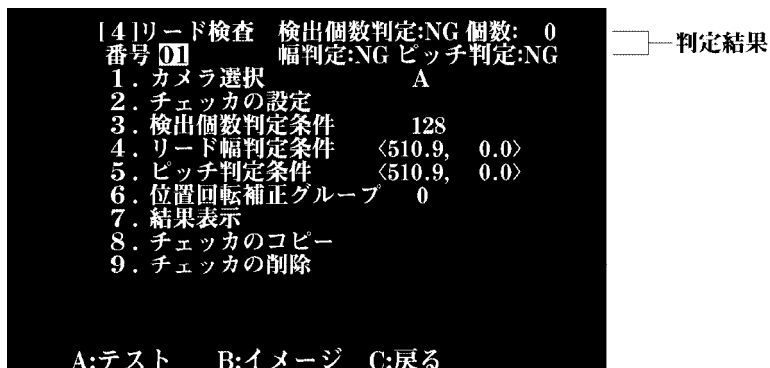 [4]リード検査 検出個数判定:NG 個数: 0
番号 01 幅判定:NG ピッチ判定:NG
判定結果
1. カメラ選択 A
2. チェッカの設定
3. 検出個数判定条件 128
4. リード幅判定条件 〈510.9, 0.0〉
5. ピッチ判定条件 〈510.9, 0.0〉
6. 位置回転補正グループ 0
7. 結果表示
8. チェッカのコピー
9. チェッカの削除
A:テスト B:イメージ C:戻る